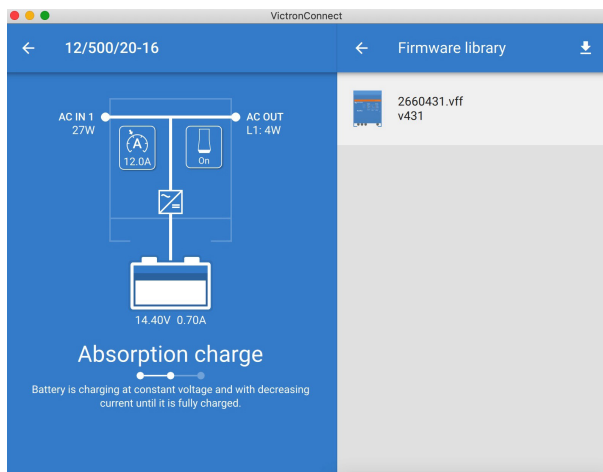 VictronConnect
12/500/20-16
AC IN 1
27W
AC OUT
L1: 4W
A
12.0A
On
14.40V 0.70A
Absorption charge
Battery is charging at constant voltage and with decreasing
current until it is fully charged.
Firmware library
2660431.vff
v431